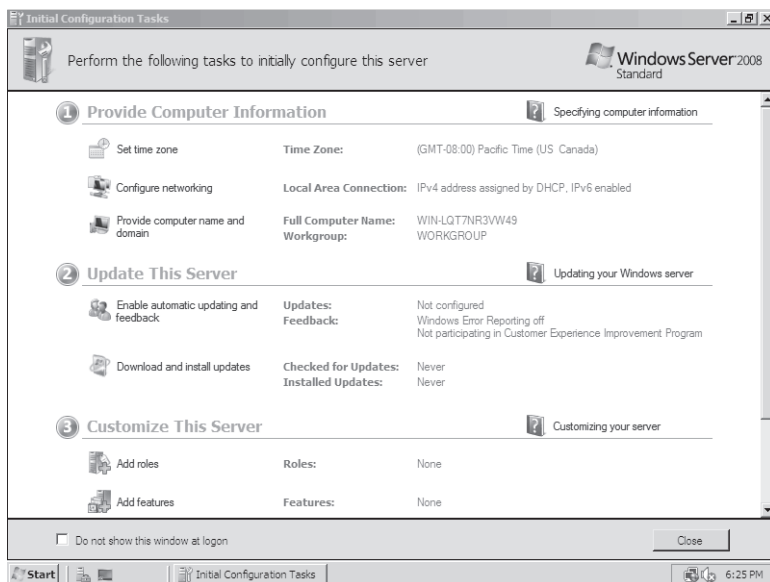 Initial Configuration Tasks
Perform the following tasks to initially configure this server
Windows Server 2008
Standard
1 Provide Computer Information
Specifying computer information
Set time zone
Time Zone:
(GMT-08:00) Pacific Time (US Canada)
Configure networking
Local Area Connection:
IPv4 address assigned by DHCP, IPv6 enabled
Provide computer name and
domain
Full Computer Name:
WIN-LQT7NR3VW49
Workgroup:
WORKGROUP
2 Update This Server
Updating your Windows server
Enable automatic updating and
feedback
Updates:
Not configured
Feedback:
Windows Error Reporting off
Not participating in Customer Experience Improvement Program
Download and install updates
Checked for Updates:
Never
Installed Updates:
Never
3 Customize This Server
Customizing your server
Add roles
Roles:
None
Add features
Features:
None
Do not show this window at logon
Close
Start
Initial Configuration Tasks
6:25 PM